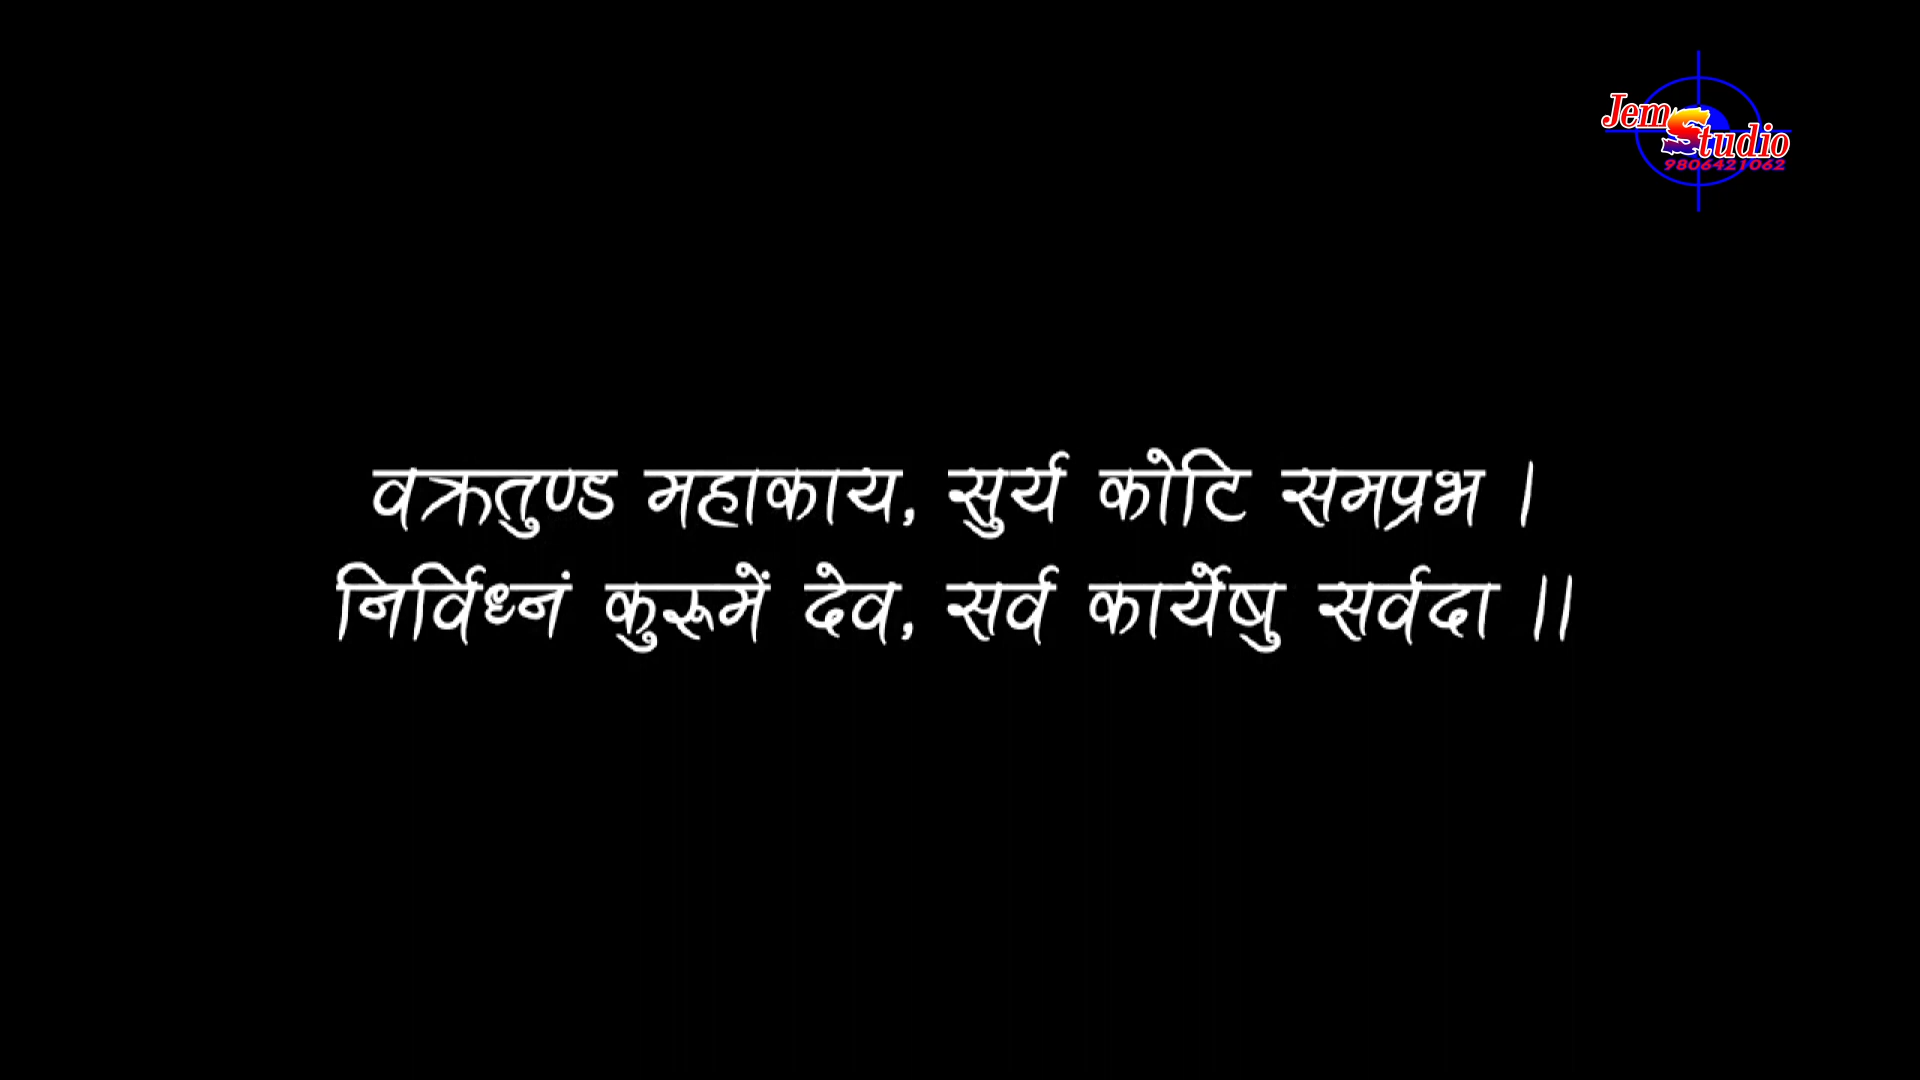 Jem Studio
9806421062
वक्रतुण्ड महाकाय, सुर्य कोटि समप्रभ ।
निर्विध्नं कुरूमें देव, सर्व कार्येषु सर्वदा ।।